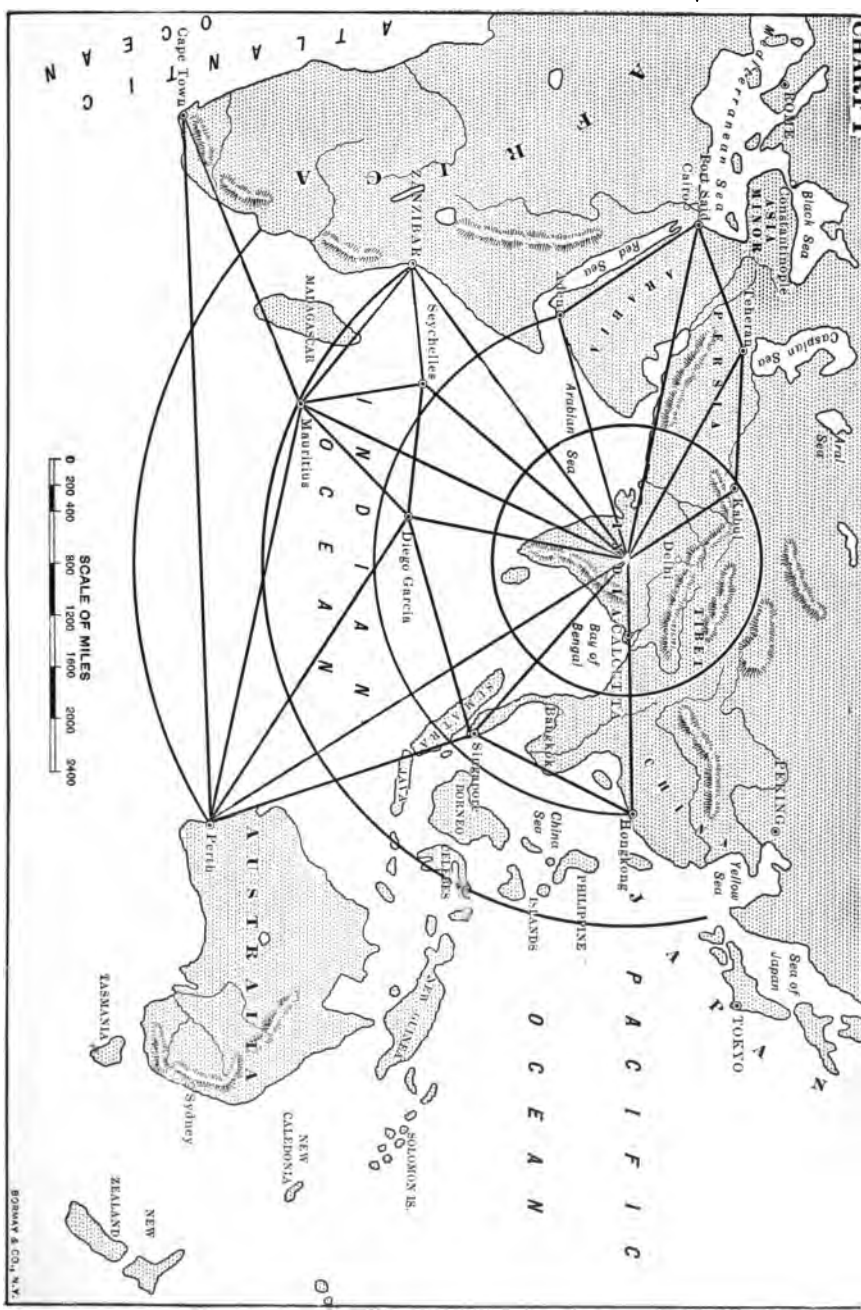 CHART I
ATLANTIC
OCEAN
AFRICA
Cape Town
Mediterranean Sea
ROME
Black Sea
Constantinople
ASIA
MINOR
Port Said
Cairo
Red Sea
ARABIA
Aden
Arabian
Sea
Teheran
PERSIA
Caspian Sea
Aral
Sea
Kabul
Delhi
TIBET
CALCUTTA
Bay of
Bengal
CHINA
PEKING
Yellow
Sea
Sea of
Japan
JAPAN
TOKYO
Hongkong
Bangkok
China
Sea
PHILIPPINE
ISLANDS
Singapore
SUMATRA
JAVA
BORNEO
CELEBES
NEW GUINEA
SOLOMON IS.
NEW
CALEDONIA
PACIFIC
OCEAN
ZANZIBAR
Seychelles
MADAGASCAR
Mauritius
Diego Garcia
INDIAN
OCEAN
Perth
AUSTRALIA
Sydney
TASMANIA
NEW
ZEALAND
0 200 400 800 1200 1600 2000 2400
SCALE OF MILES
BORMAY & CO., N.Y.